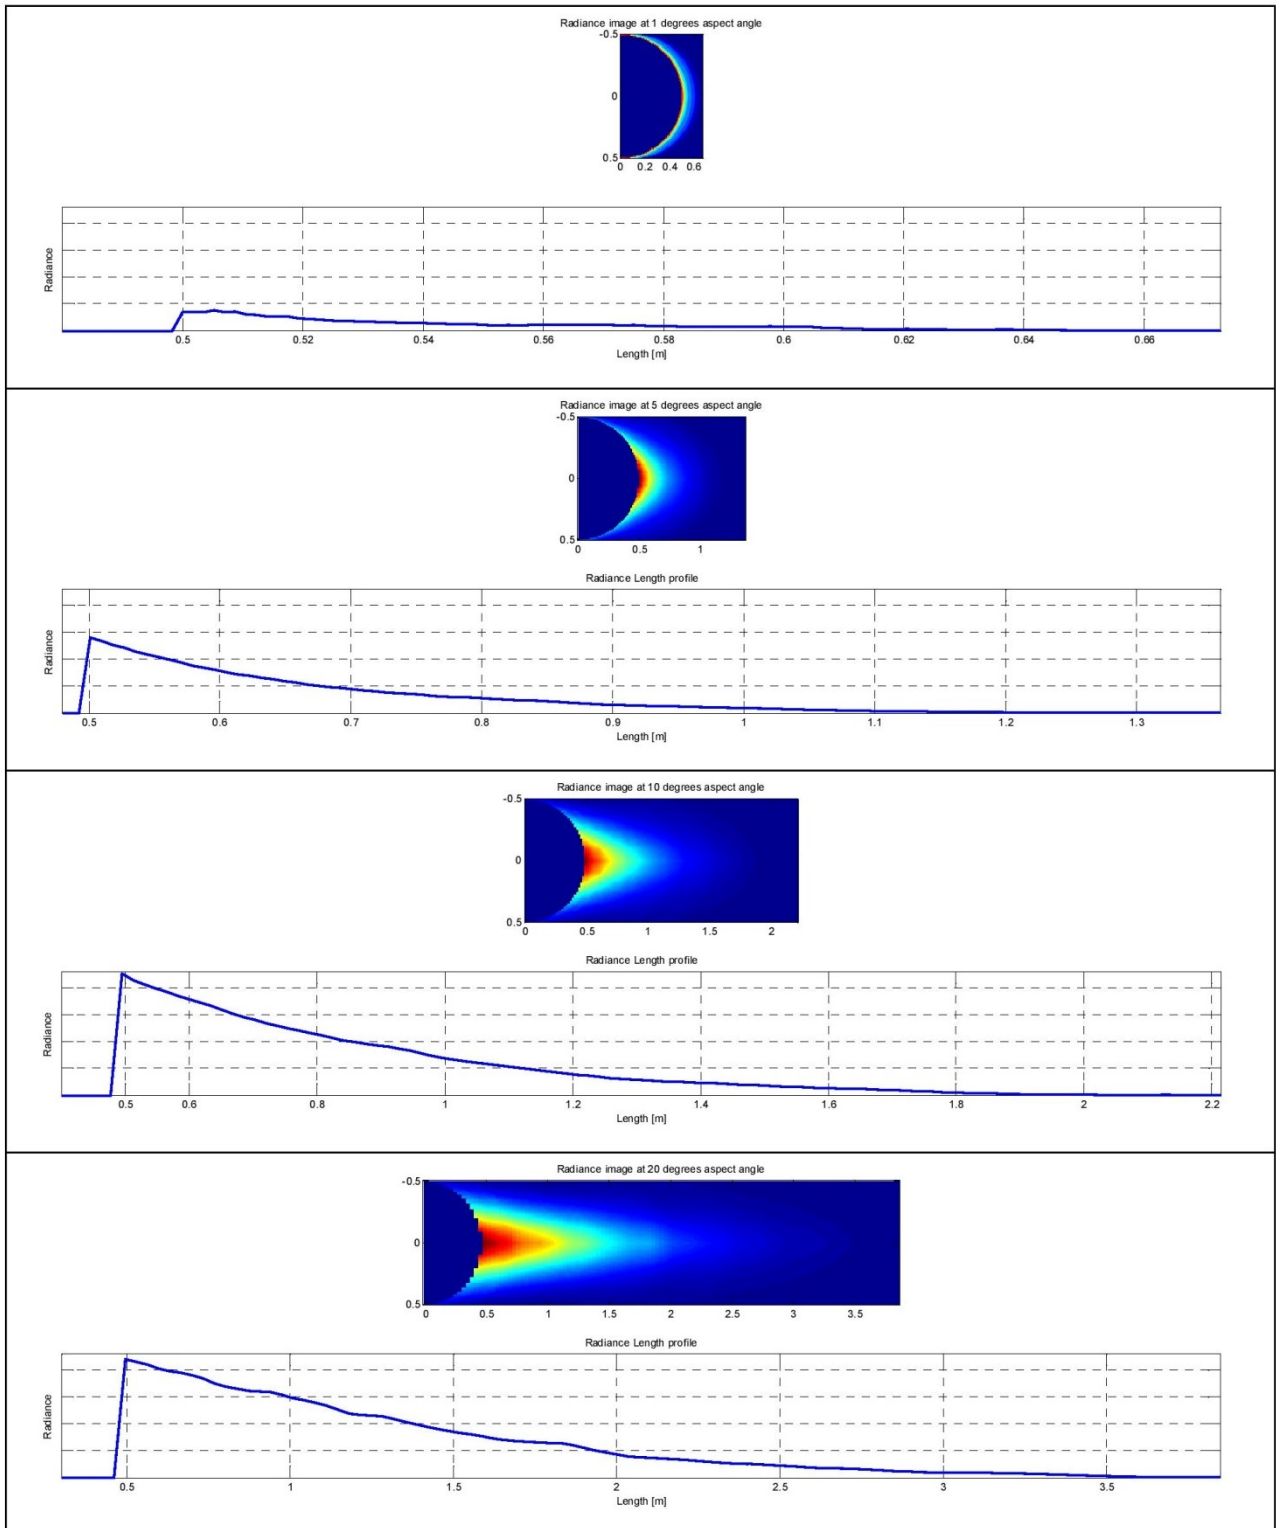 Radiance image at 1 degrees aspect angle
-0.5
0
0.5
0 0.2 0.4 0.6
Radiance
0.5 0.52 0.54 0.56 0.58 0.6 0.62 0.64 0.66
Length [m]
Radiance image at 5 degrees aspect angle
-0.5
0
0.5
0 0.5 1
Radiance Length profile
Radiance
0.5 0.6 0.7 0.8 0.9 1 1.1 1.2 1.3
Length [m]
Radiance image at 10 degrees aspect angle
-0.5
0
0.5
0 0.5 1 1.5 2
Radiance Length profile
Radiance
0.5 0.6 0.8 1 1.2 1.4 1.6 1.8 2 2.2
Length [m]
Radiance image at 20 degrees aspect angle
-0.5
0
0.5
0 0.5 1 1.5 2 2.5 3 3.5
Radiance Length profile
Radiance
0.5 1 1.5 2 2.5 3 3.5
Length [m]